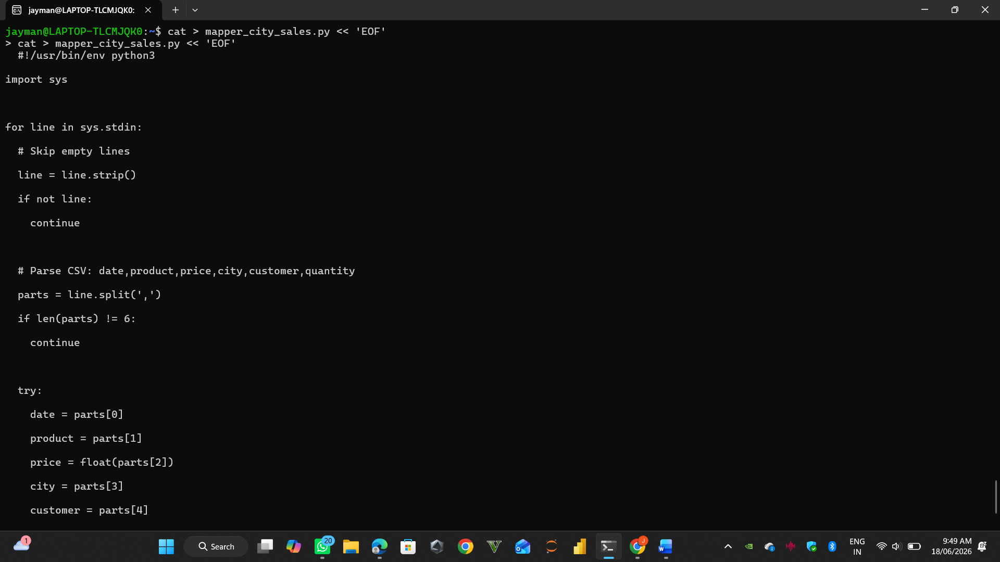 jayman@LAPTOP-TLCMJQK0:
jayman@LAPTOP-TLCMJQK0:~$ cat > mapper_city_sales.py << 'EOF'
> cat > mapper_city_sales.py << 'EOF'
  #!/usr/bin/env python3
import sys
for line in sys.stdin:
  # Skip empty lines
  line = line.strip()
  if not line:
    continue
  # Parse CSV: date,product,price,city,customer,quantity
  parts = line.split(',')
  if len(parts) != 6:
    continue
  try:
    date = parts[0]
    product = parts[1]
    price = float(parts[2])
    city = parts[3]
    customer = parts[4]
1
Search
20
J
ENG
IN
9:49 AM
18/06/2026